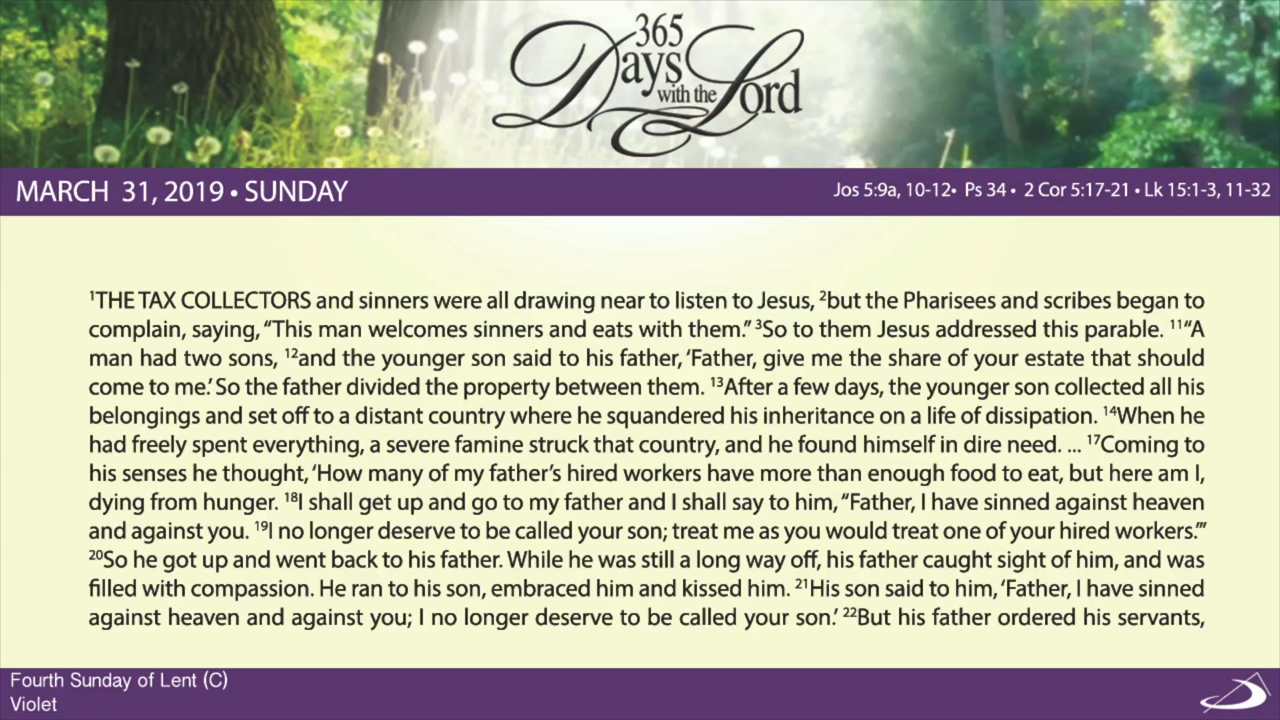 365
Days
with the Lord
MARCH 31, 2019 • SUNDAY
Jos 5:9a, 10-12• Ps 34 • 2 Cor 5:17-21 • Lk 15:1-3, 11-32
¹THE TAX COLLECTORS and sinners were all drawing near to listen to Jesus, ²but the Pharisees and scribes began to
complain, saying, “This man welcomes sinners and eats with them.” ³So to them Jesus addressed this parable. ¹¹“A
man had two sons, ¹²and the younger son said to his father, ‘Father, give me the share of your estate that should
come to me.’ So the father divided the property between them. ¹³After a few days, the younger son collected all his
belongings and set off to a distant country where he squandered his inheritance on a life of dissipation. ¹⁴When he
had freely spent everything, a severe famine struck that country, and he found himself in dire need. ... ¹⁷Coming to
his senses he thought, ‘How many of my father’s hired workers have more than enough food to eat, but here am I,
dying from hunger. ¹⁸I shall get up and go to my father and I shall say to him, “Father, I have sinned against heaven
and against you. ¹⁹I no longer deserve to be called your son; treat me as you would treat one of your hired workers.”’
²⁰So he got up and went back to his father. While he was still a long way off, his father caught sight of him, and was
filled with compassion. He ran to his son, embraced him and kissed him. ²¹His son said to him, ‘Father, I have sinned
against heaven and against you; I no longer deserve to be called your son.’ ²²But his father ordered his servants,
Fourth Sunday of Lent (C)
Violet